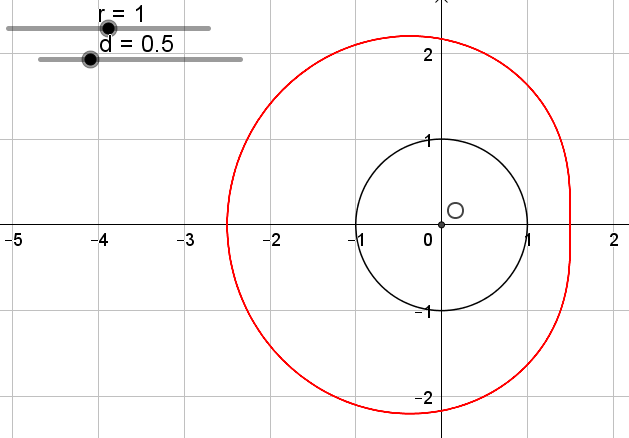 r = 1
d = 0.5
2
1
O
–5 –4 –3 –2 –1 0 1 2
–1
–2